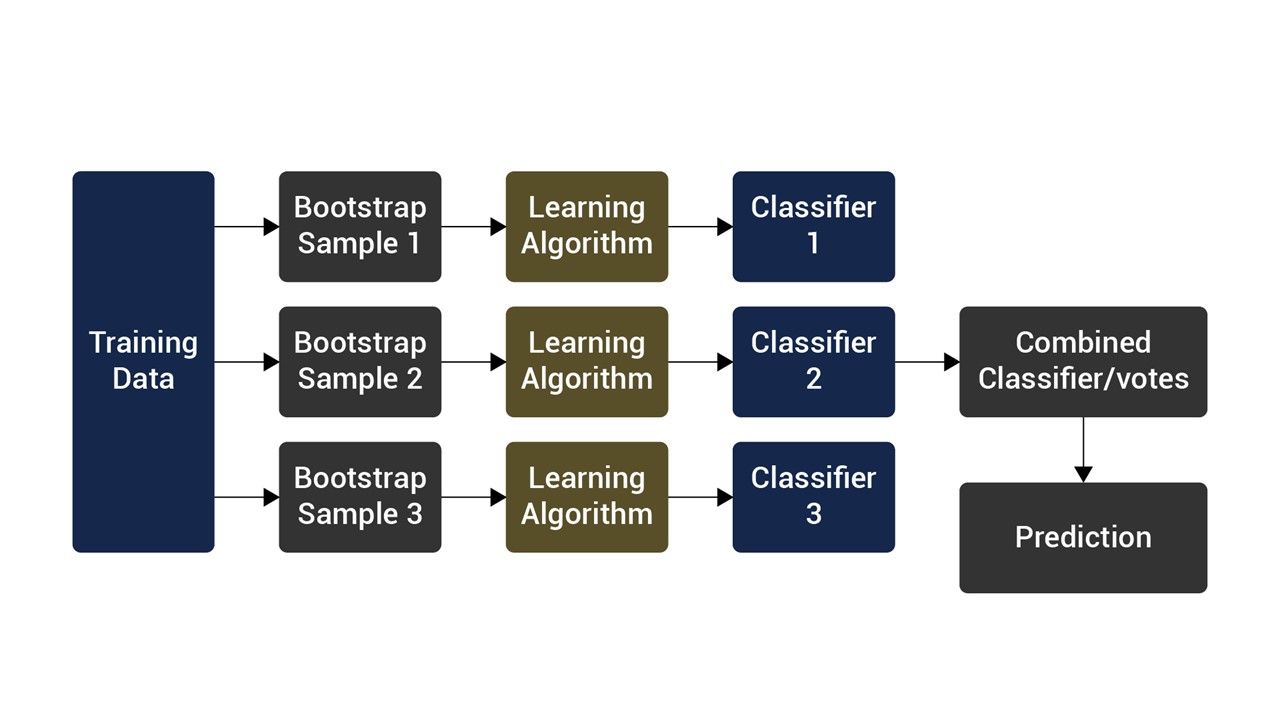 Training
Data
Bootstrap
Sample 1
Learning
Algorithm
Classifier
1
Bootstrap
Sample 2
Learning
Algorithm
Classifier
2
Combined
Classifier/votes
Bootstrap
Sample 3
Learning
Algorithm
Classifier
3
Prediction